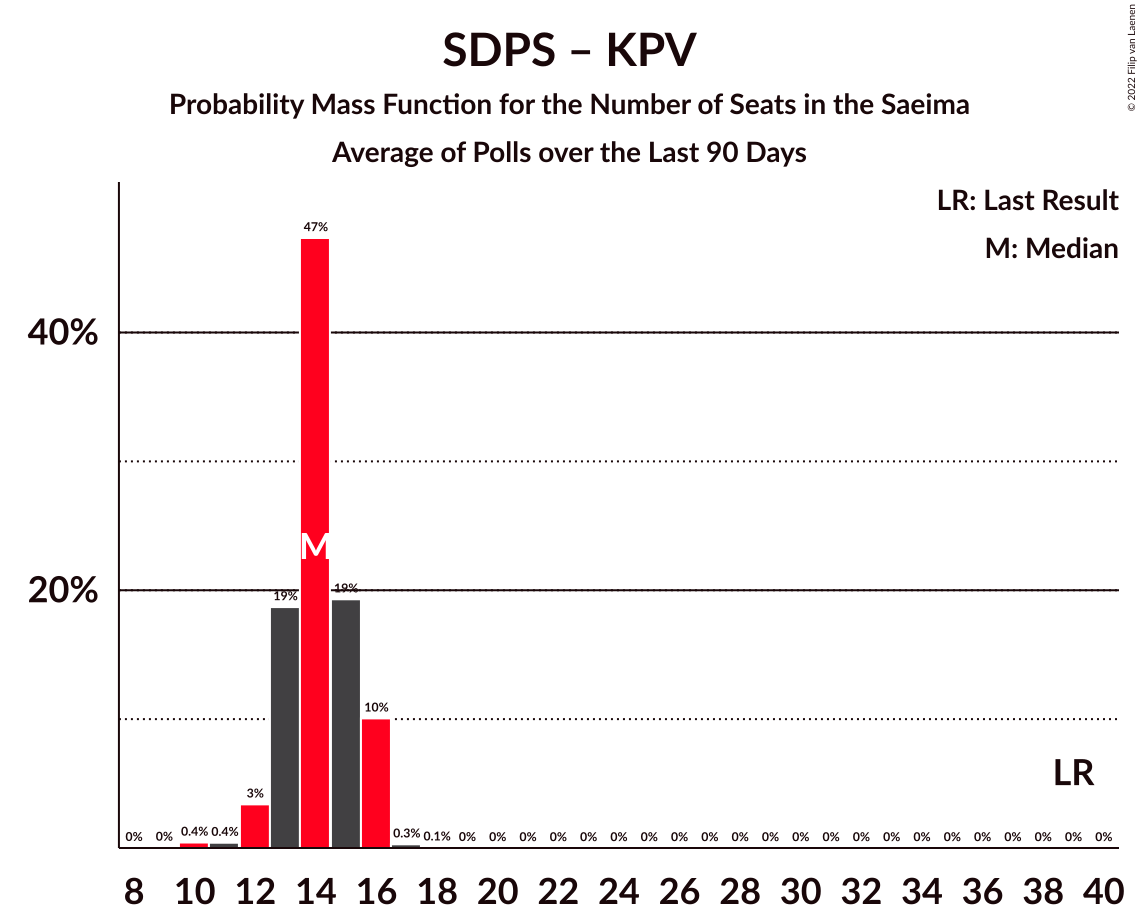 SDPS – KPV
Probability Mass Function for the Number of Seats in the Saeima
Average of Polls over the Last 90 Days
© 2022 Filip van Laenen
LR: Last Result
M: Median
40%
20%
0% 0% 0.4% 0.4% 3% 19% 47% 19% 10% 0.3% 0.1% 0% 0% 0% 0% 0% 0% 0% 0% 0% 0% 0% 0% 0% 0% 0% 0% 0% 0% 0% 0% 0% 0%
M
LR
8 10 12 14 16 18 20 22 24 26 28 30 32 34 36 38 40